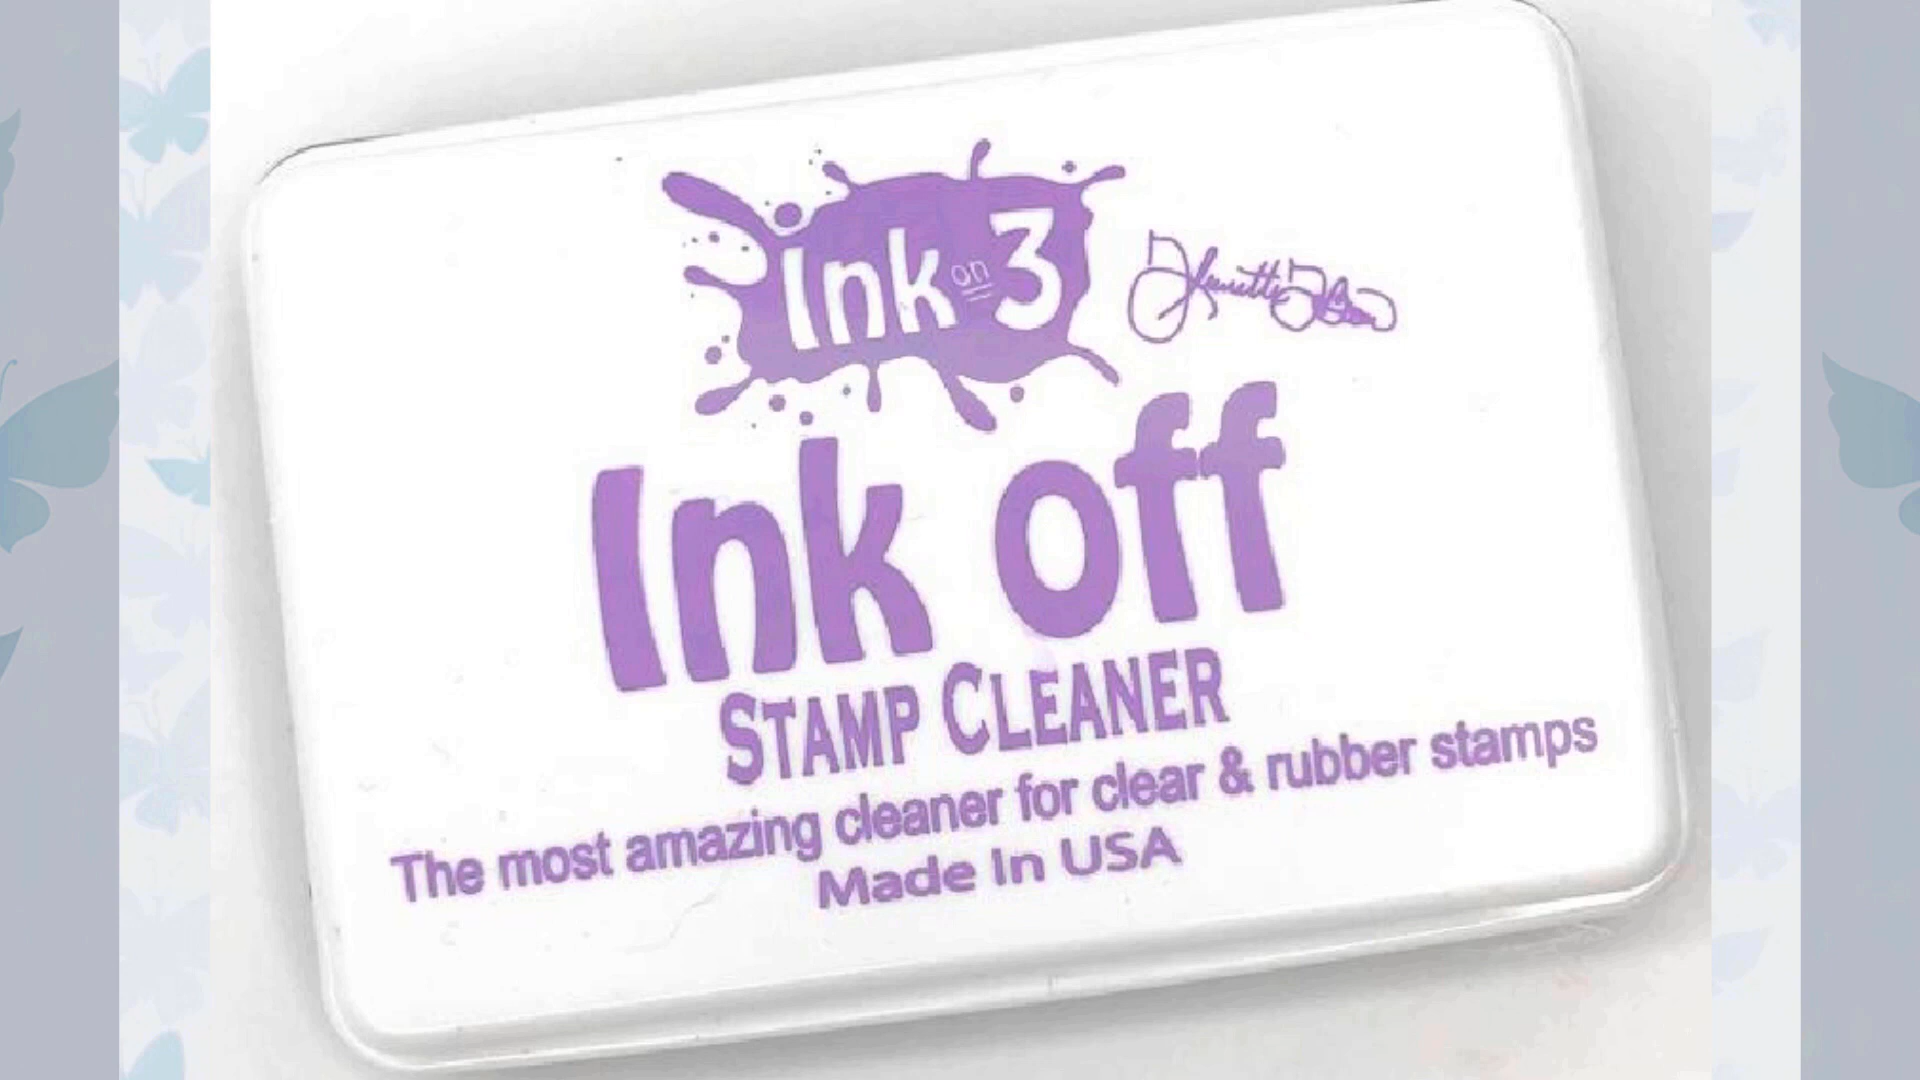 Ink on 3
Ink off
STAMP CLEANER
The most amazing cleaner for clear & rubber stamps
Made In USA